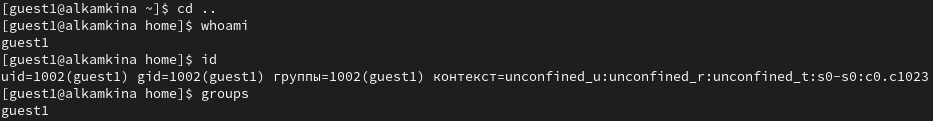 [guest1@alkamkina ~]$ cd ..
[guest1@alkamkina home]$ whoami
guest1
[guest1@alkamkina home]$ id
uid=1002(guest1) gid=1002(guest1) группы=1002(guest1) контекст=unconfined_u:unconfined_r:unconfined_t:s0-s0:c0.c1023
[guest1@alkamkina home]$ groups
guest1